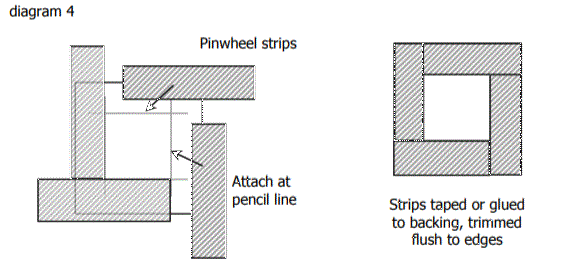 diagram 4
Pinwheel strips
Attach at
pencil line
Strips taped or glued
to backing, trimmed
flush to edges